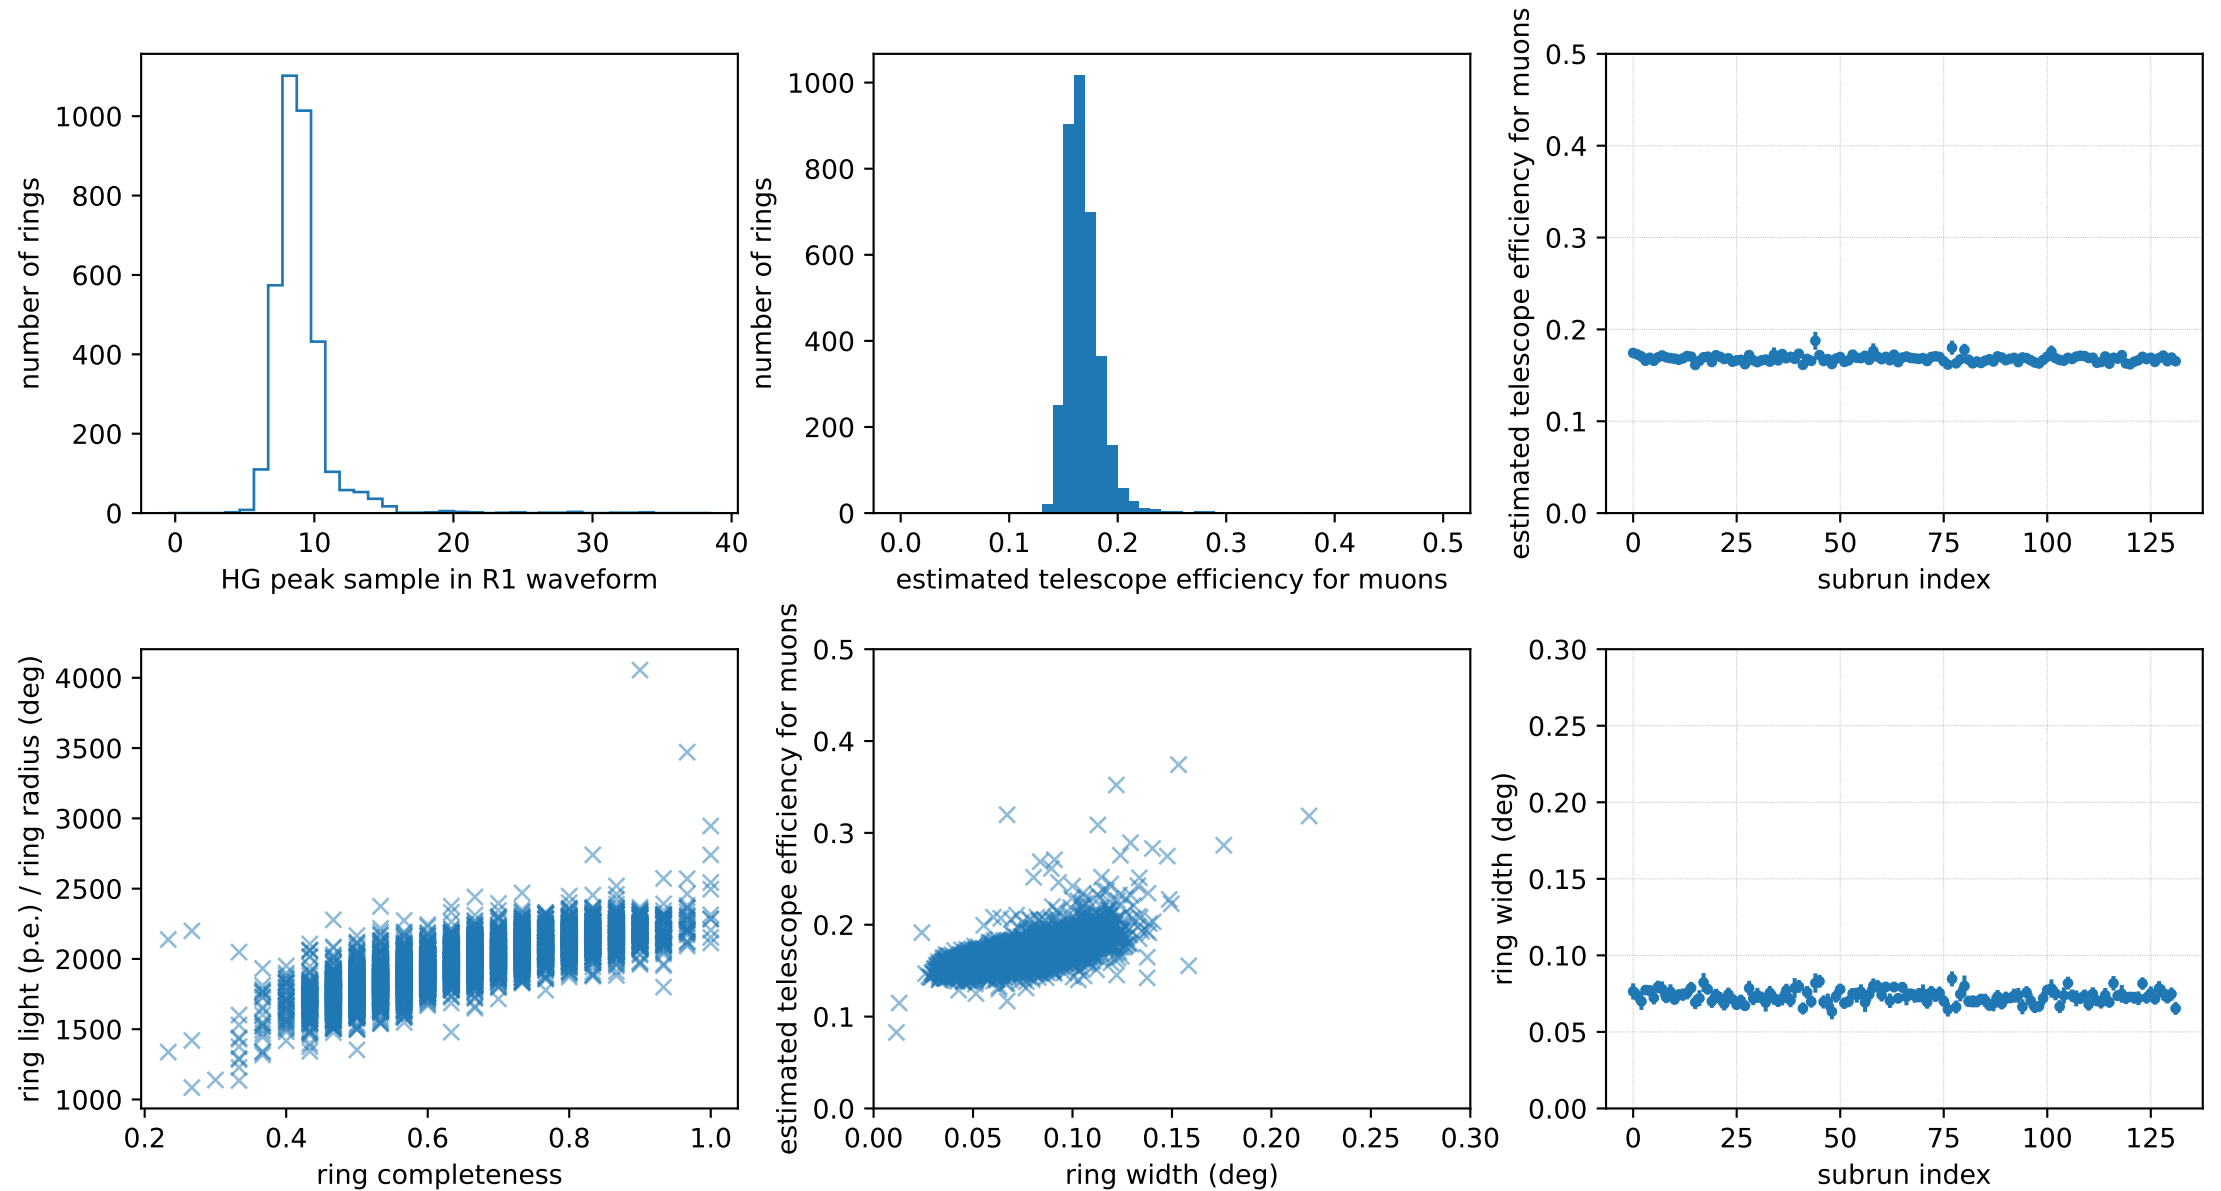 number of rings
1000
800
600
400
200
0
0 10 20 30 40
HG peak sample in R1 waveform
number of rings
1000
800
600
400
200
0
0.0 0.1 0.2 0.3 0.4 0.5
estimated telescope efficiency for muons
estimated telescope efficiency for muons
0.5
0.4
0.3
0.2
0.1
0.0
0 25 50 75 100 125
subrun index
ring light (p.e.) / ring radius (deg)
4000
3500
3000
2500
2000
1500
1000
0.2 0.4 0.6 0.8 1.0
ring completeness
estimated telescope efficiency for muons
0.5
0.4
0.3
0.2
0.1
0.0
0.00 0.05 0.10 0.15 0.20 0.25 0.30
ring width (deg)
ring width (deg)
0.30
0.25
0.20
0.15
0.10
0.05
0.00
0 25 50 75 100 125
subrun index